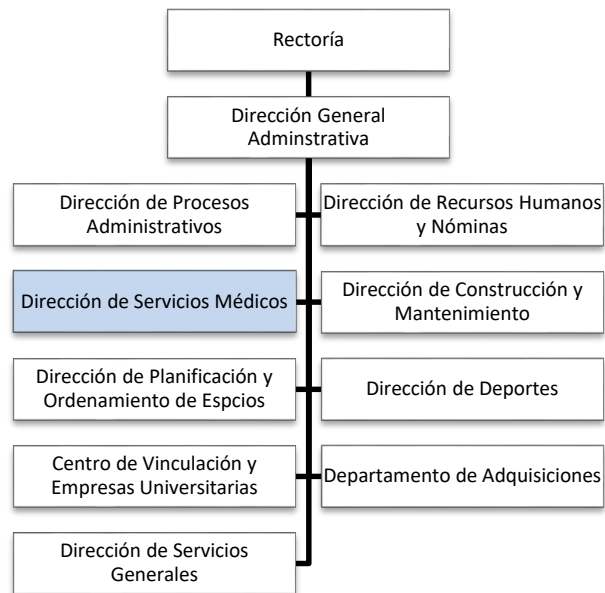 Rectoría
Dirección General
Adminstrativa
Dirección de Procesos
Administrativos
Dirección de Recursos Humanos
y Nóminas
Dirección de Servicios Médicos
Dirección de Construcción y
Mantenimiento
Dirección de Planificación y
Ordenamiento de Espcios
Dirección de Deportes
Centro de Vinculación y
Empresas Universitarias
Departamento de Adquisiciones
Dirección de Servicios
Generales